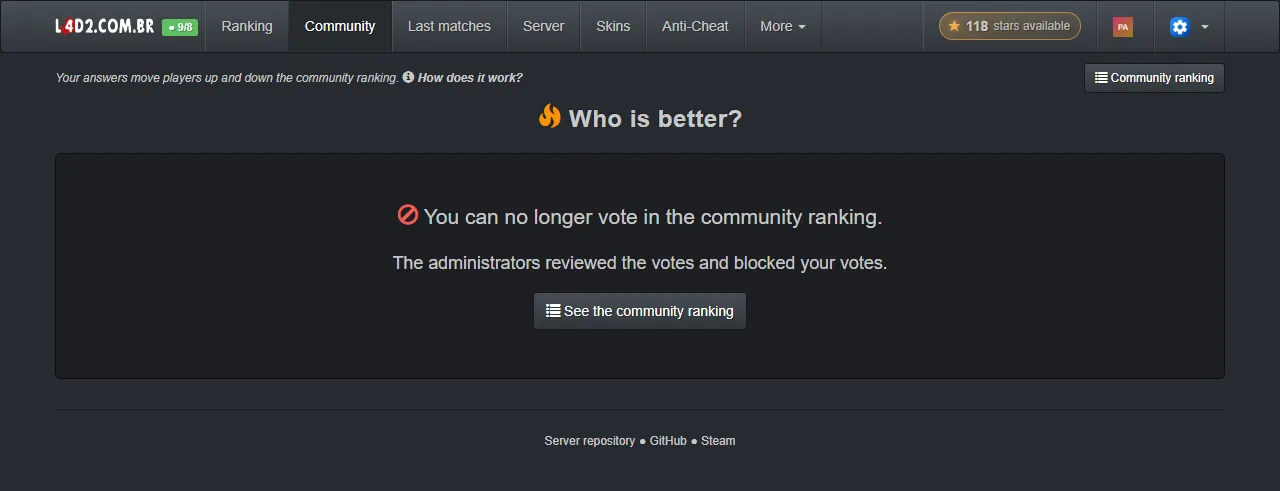 L4D2.COM.BR 9/8 Ranking Community Last matches Server Skins Anti-Cheat More 118 stars available PA
Your answers move players up and down the community ranking. How does it work? Community ranking
Who is better?
You can no longer vote in the community ranking.
The administrators reviewed the votes and blocked your votes.
See the community ranking
Server repository ● GitHub ● Steam